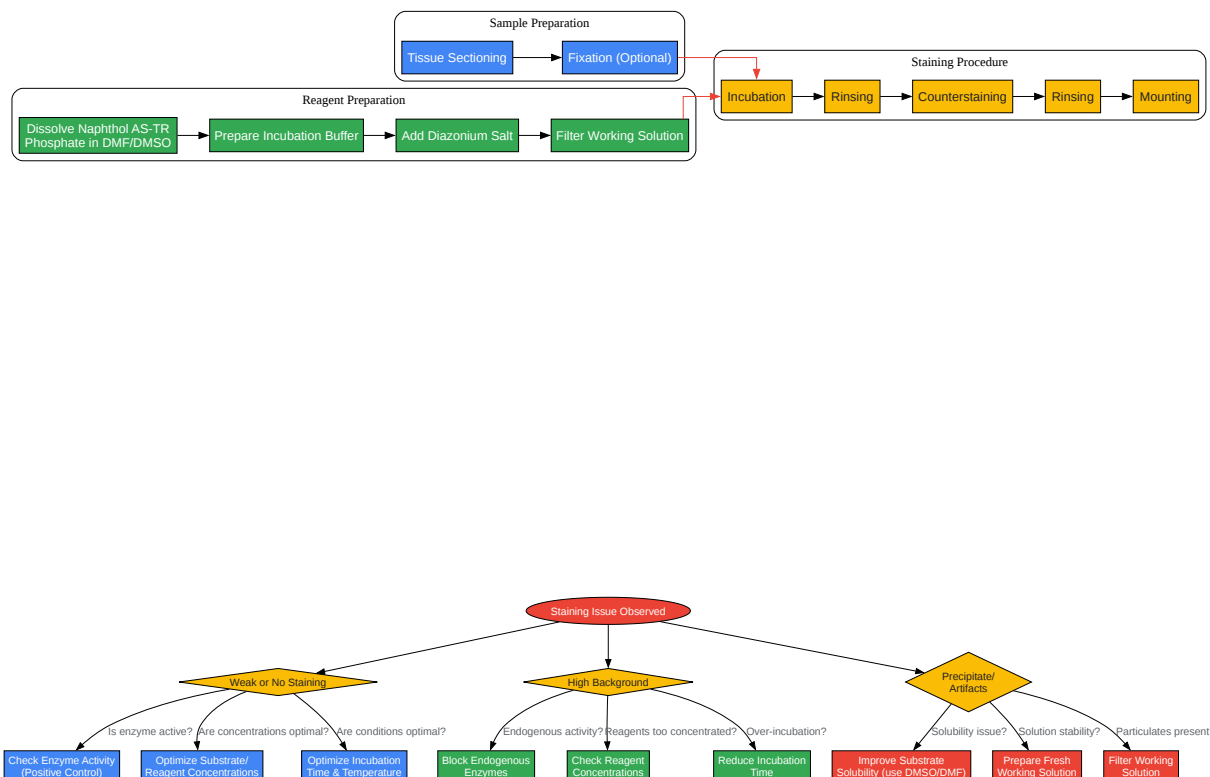 Sample Preparation
Tissue Sectioning
Fixation (Optional)
Staining Procedure
Incubation
Rinsing
Counterstaining
Rinsing
Mounting
Reagent Preparation
Dissolve Naphthol AS-TR
Phosphate in DMF/DMSO
Prepare Incubation Buffer
Add Diazonium Salt
Filter Working Solution
Staining Issue Observed
Weak or No Staining
High Background
Precipitate/
Artifacts
Is enzyme active?
Are concentrations optimal?
Are conditions optimal?
Endogenous activity?
Reagents too concentrated?
Over-incubation?
Solubility issue?
Solution stability?
Particulates present
Check Enzyme Activity
(Positive Control)
Optimize Substrate/
Reagent Concentrations
Optimize Incubation
Time & Temperature
Block Endogenous
Enzymes
Check Reagent
Concentrations
Reduce Incubation
Time
Improve Substrate
Solubility (use DMSO/DMF)
Prepare Fresh
Working Solution
Filter Working
Solution